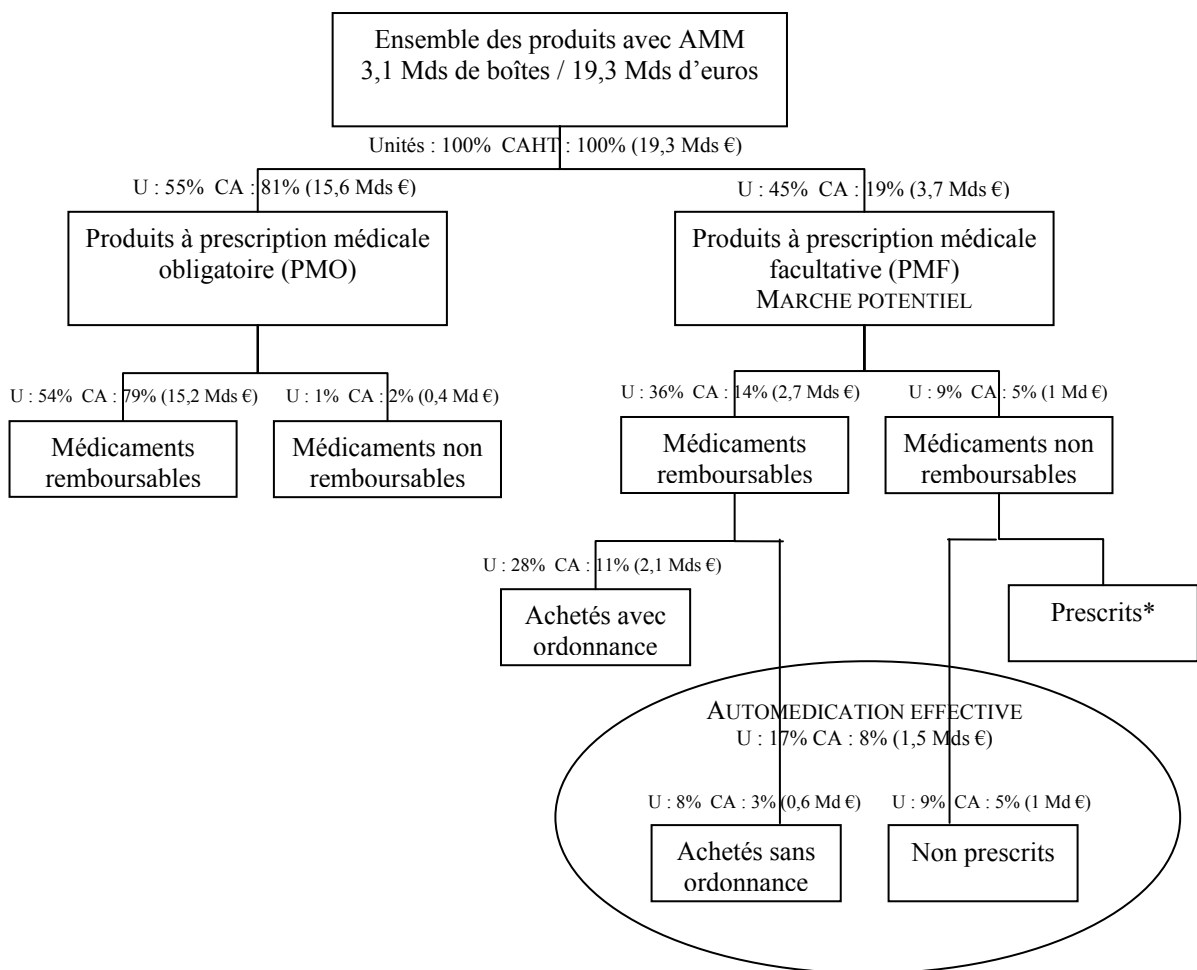 Ensemble des produits avec AMM
3,1 Mds de boîtes / 19,3 Mds d’euros
Unités : 100% CAHT : 100% (19,3 Mds €)
U : 55% CA : 81% (15,6 Mds €)
U : 45% CA : 19% (3,7 Mds €)
Produits à prescription médicale
obligatoire (PMO)
Produits à prescription médicale
facultative (PMF)
MARCHE POTENTIEL
U : 54% CA : 79% (15,2 Mds €)
U : 1% CA : 2% (0,4 Md €)
U : 36% CA : 14% (2,7 Mds €)
U : 9% CA : 5% (1 Md €)
Médicaments
remboursables
Médicaments non
remboursables
Médicaments
remboursables
Médicaments non
remboursables
U : 28% CA : 11% (2,1 Mds €)
Achetés avec
ordonnance
Prescrits*
AUTOMEDICATION EFFECTIVE
U : 17% CA : 8% (1,5 Mds €)
U : 8% CA : 3% (0,6 Md €)
U : 9% CA : 5% (1 Md €)
Achetés sans
ordonnance
Non prescrits